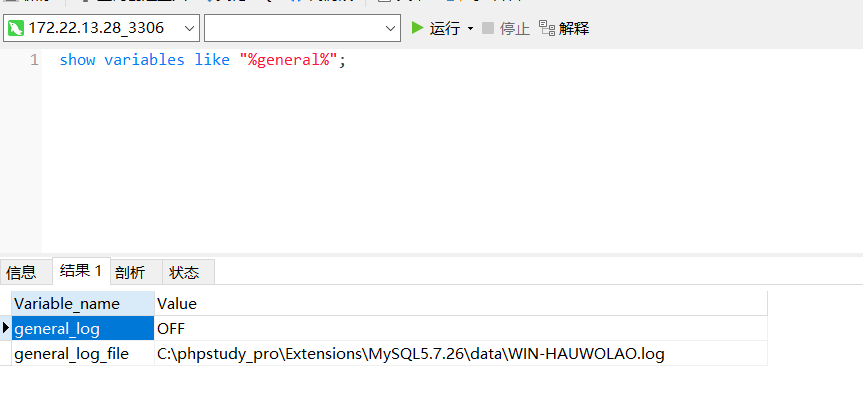 172.22.13.28_3306 运行 停止 解释
1 show variables like "%general%";
信息 结果 1 剖析 状态
Variable_name Value
general_log OFF
general_log_file C:\phpstudy_pro\Extensions\MySQL5.7.26\data\WIN-HAUWOLAO.log